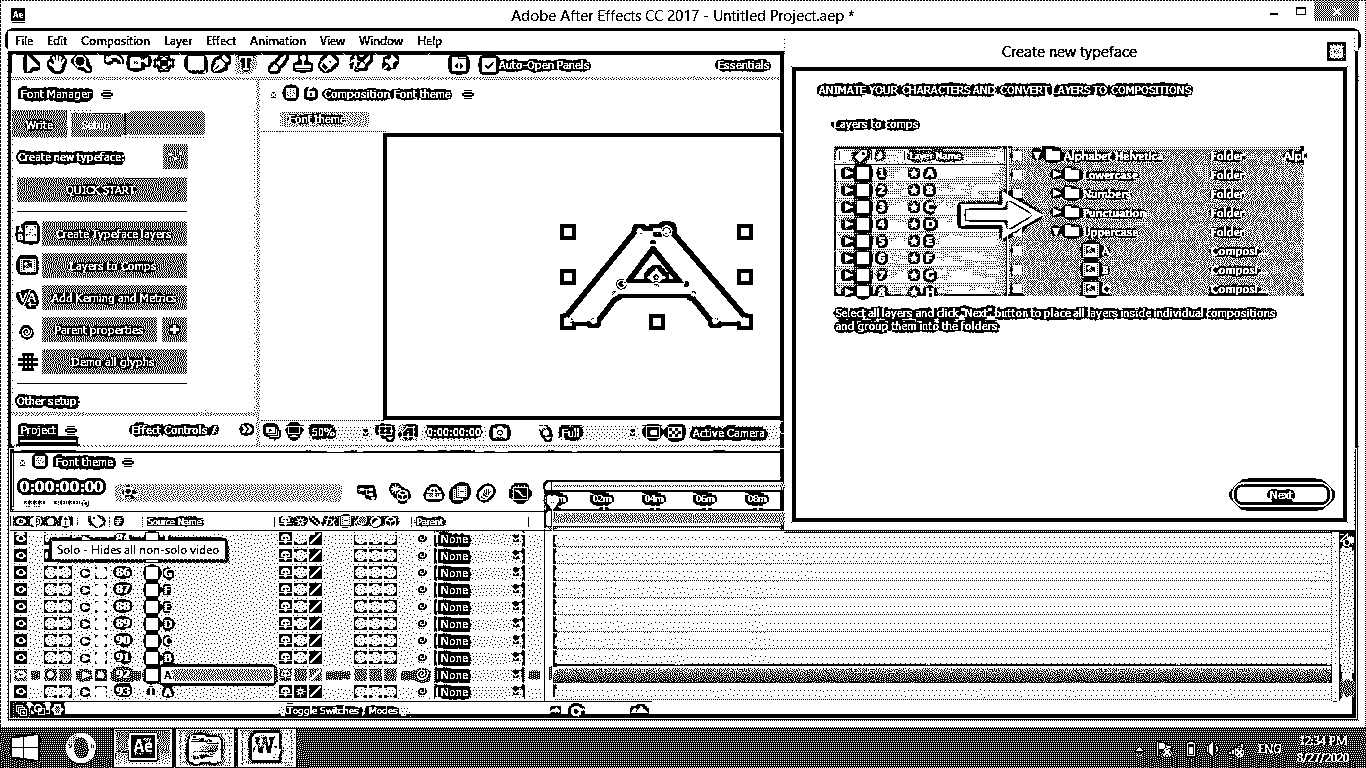 Adobe After Effects CC 2017 - Untitled Project.aep *
File Edit Composition Layer Effect Animation View Window Help
Auto-Open Panels
Essentials
Font Manager
Composition Font theme
Write
Font theme
Create new typeface:
QUICK START
Create Typeface layers
Layers to Comps
Add Kerning and Metrics
Parent properties +
Demo all glyphs
Other setup
Project
Effect Controls
50%
0:00:00:00
Full
Active Camera
Create new typeface
ANIMATE YOUR CHARACTERS AND CONVERT LAYERS TO COMPOSITIONS
Layers to comps
# Layer Name
1 A
2 B
3 C
4 D
5 E
6 F
7 G
8 H
Alphabet Helvetica Folder
Lowercase Folder
Numbers Folder
Punctuation Folder
Uppercase Folder
Select all layers and click "Next" button to place all layers inside individual compositions
and group them into the folders.
Next
Font theme
0:00:00:00
02m 04m 06m 08m
# Source Name Parent
Solo - Hides all non-solo video
None
None
86 G None
87 F None
88 E None
89 D None
90 C None
91 B None
92 A None
93 A None
Toggle Switches / Modes
Ae
W
ENG
12:34 PM
8/27/2020